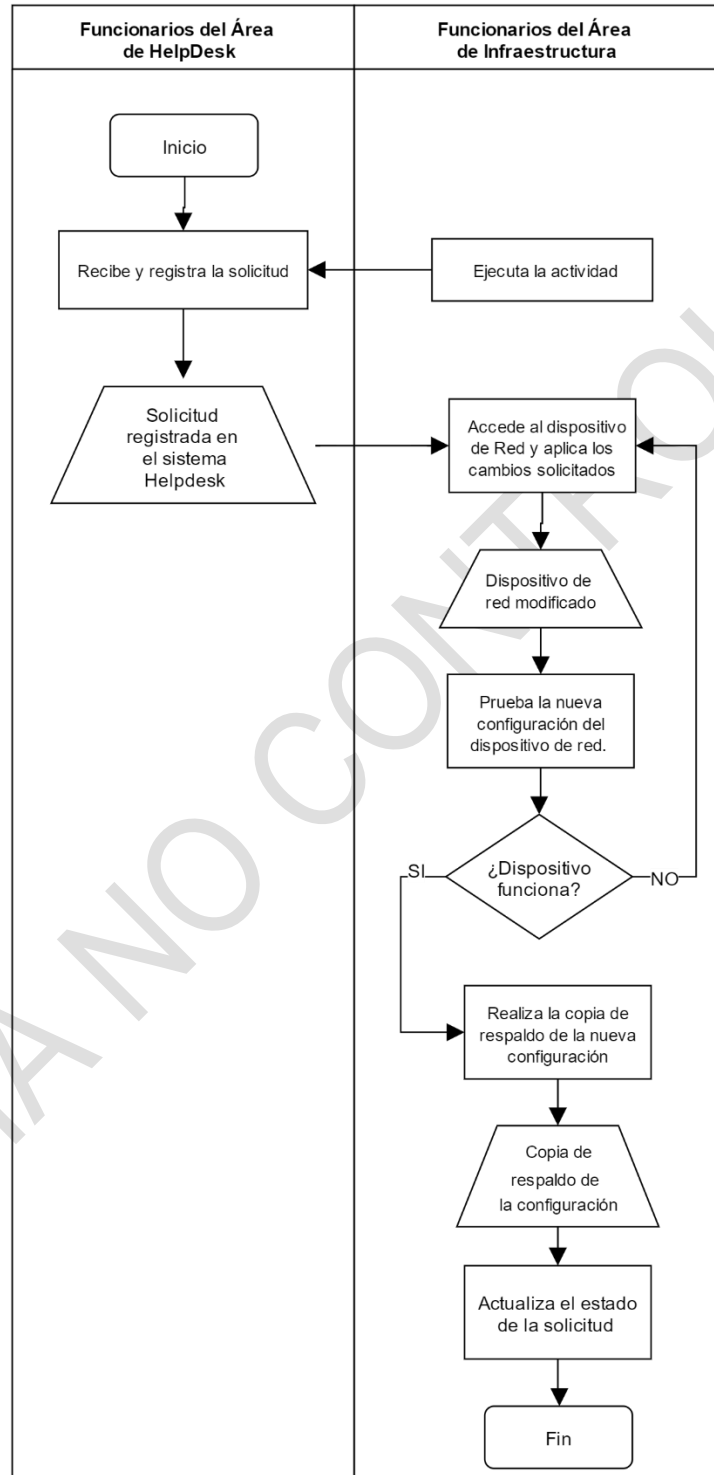 Funcionarios del Área
de HelpDesk
Funcionarios del Área
de Infraestructura
Inicio
Recibe y registra la solicitud
Ejecuta la actividad
Solicitud
registrada en
el sistema
Helpdesk
Accede al dispositivo
de Red y aplica los
cambios solicitados
Dispositivo de
red modificado
Prueba la nueva
configuración del
dispositivo de red.
¿Dispositivo
funciona?
SI
NO
Realiza la copia de
respaldo de la nueva
configuración
Copia de
respaldo de
la configuración
Actualiza el estado
de la solicitud
Fin
NO